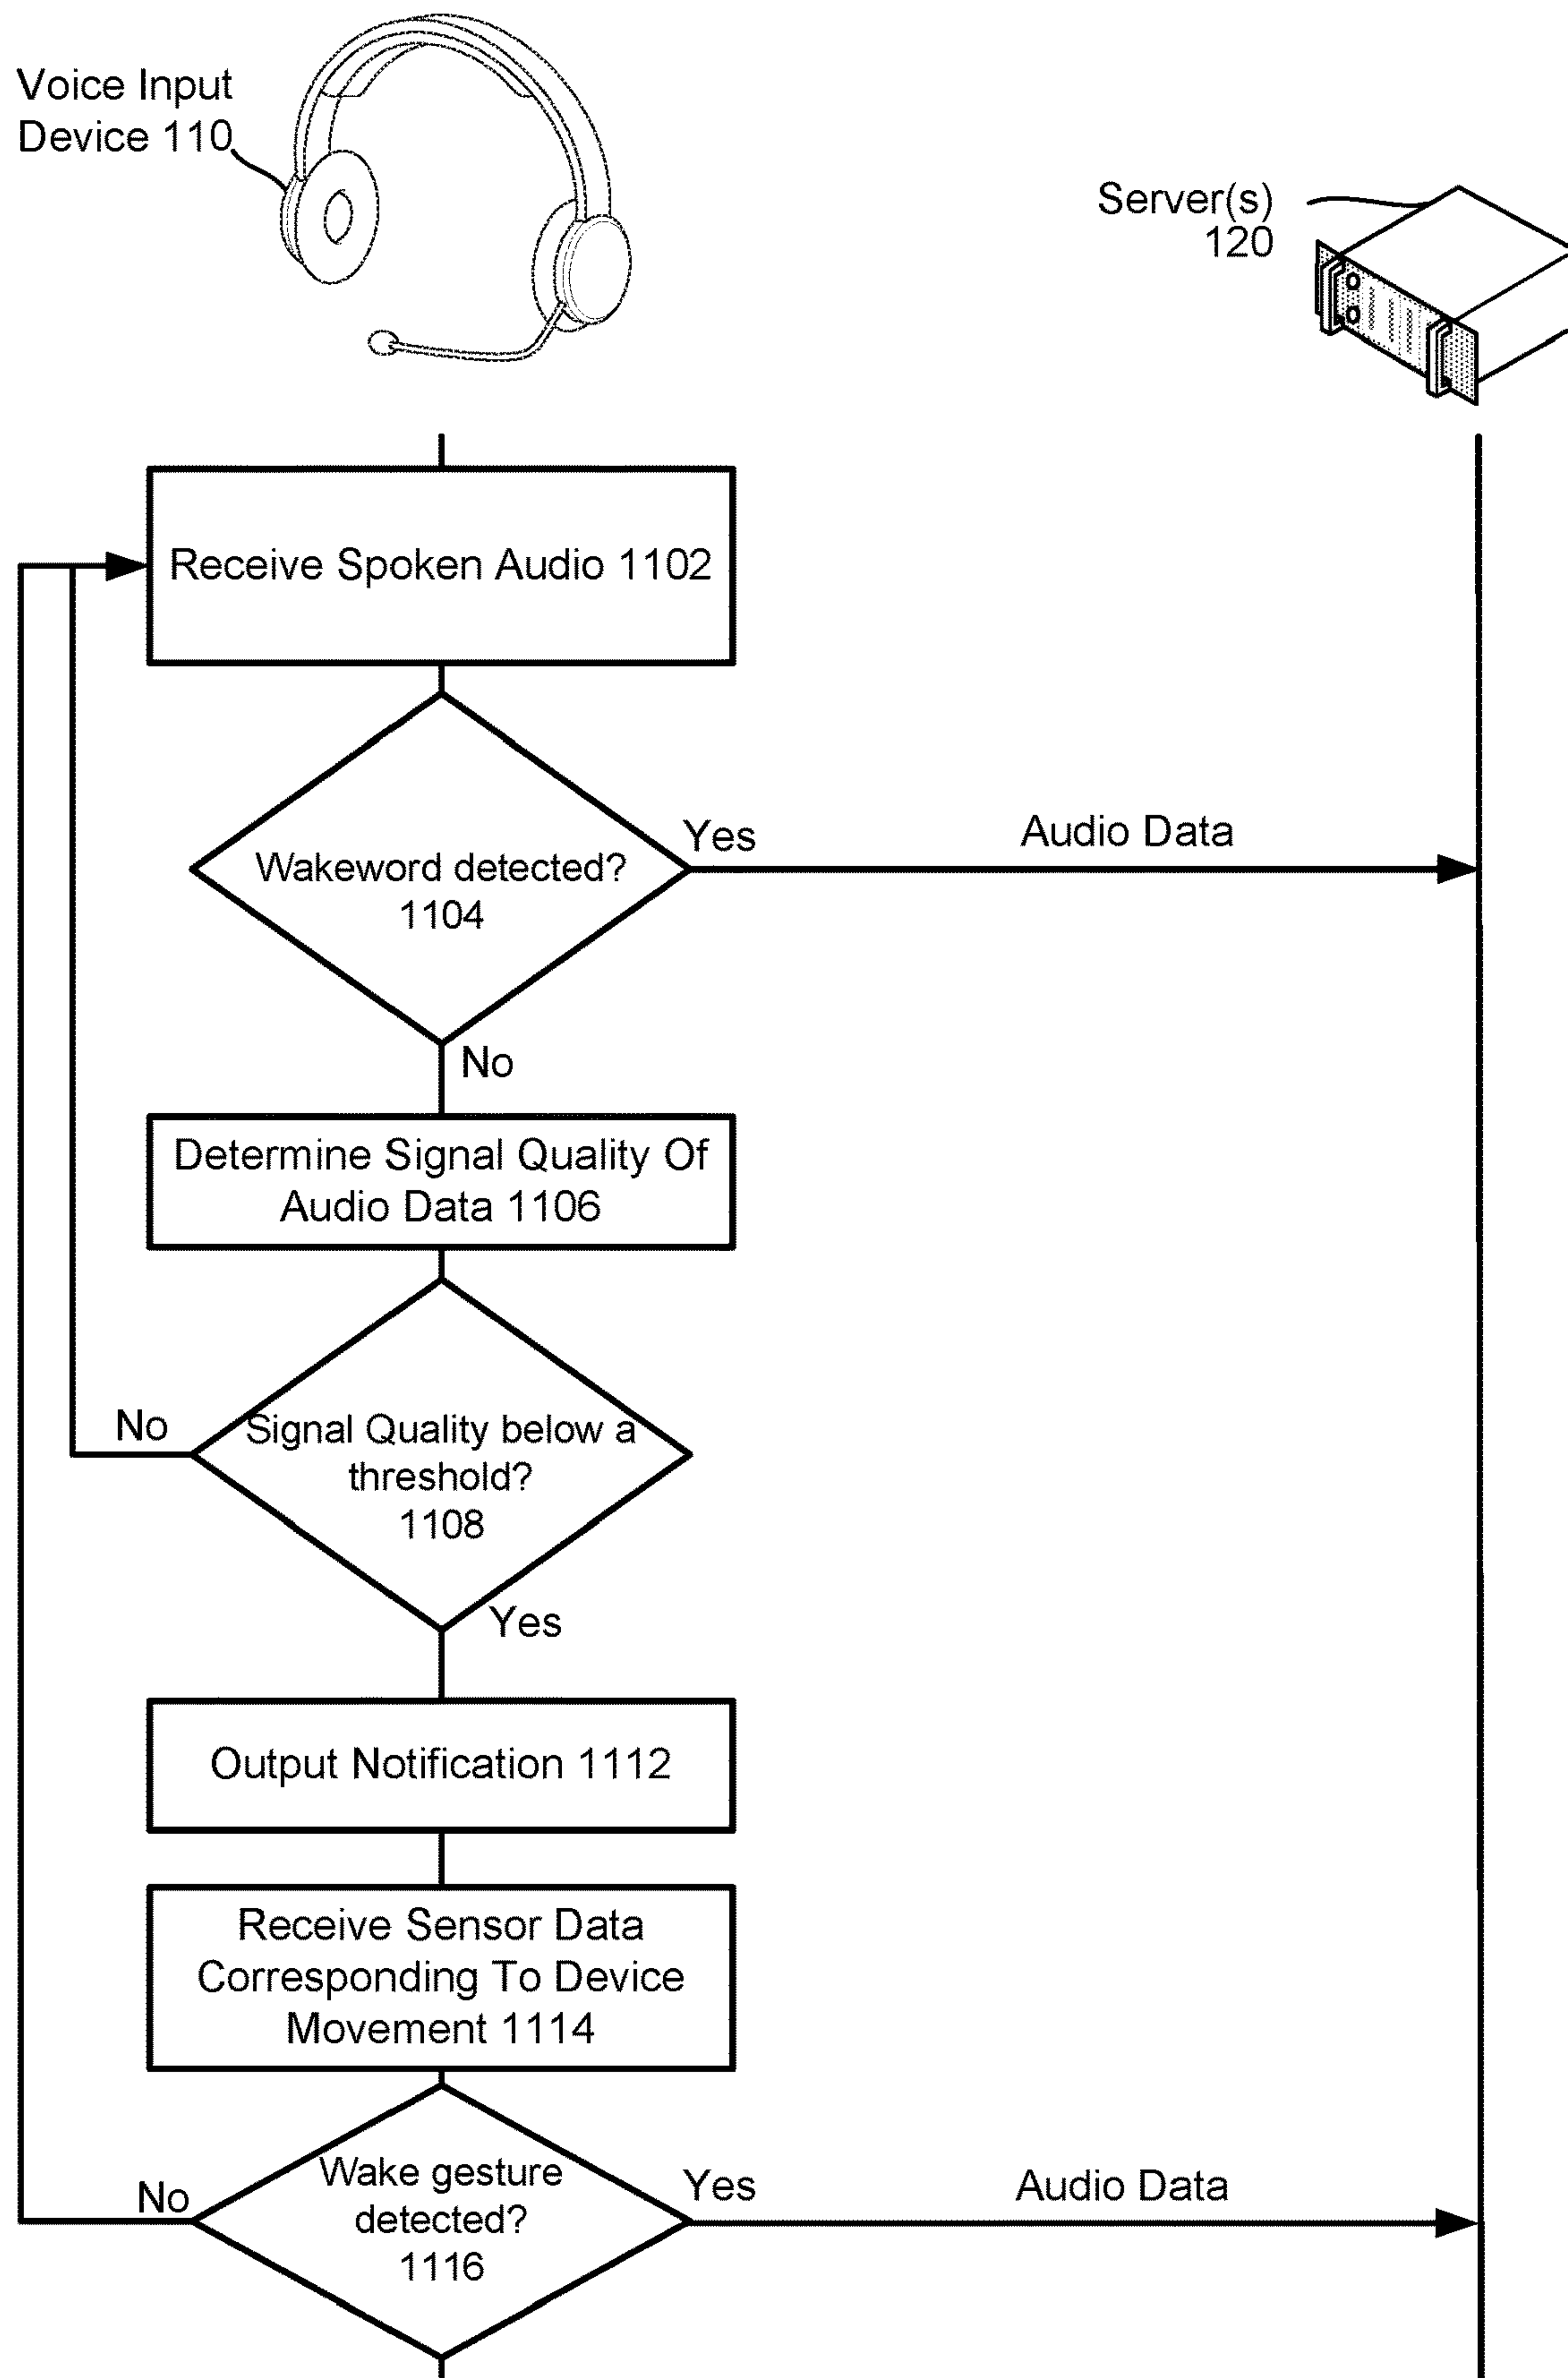 Voice Input
Device 110
Server(s)
120
Receive Spoken Audio 1102
Yes
Audio Data
Wakeword detected?
1104
No
Determine Signal Quality Of
Audio Data 1106
No
Signal Quality below a
threshold?
1108
Yes
Output Notification 1112
Receive Sensor Data
Corresponding To Device
Movement 1114
No
Wake gesture
detected?
1116
Yes
Audio Data